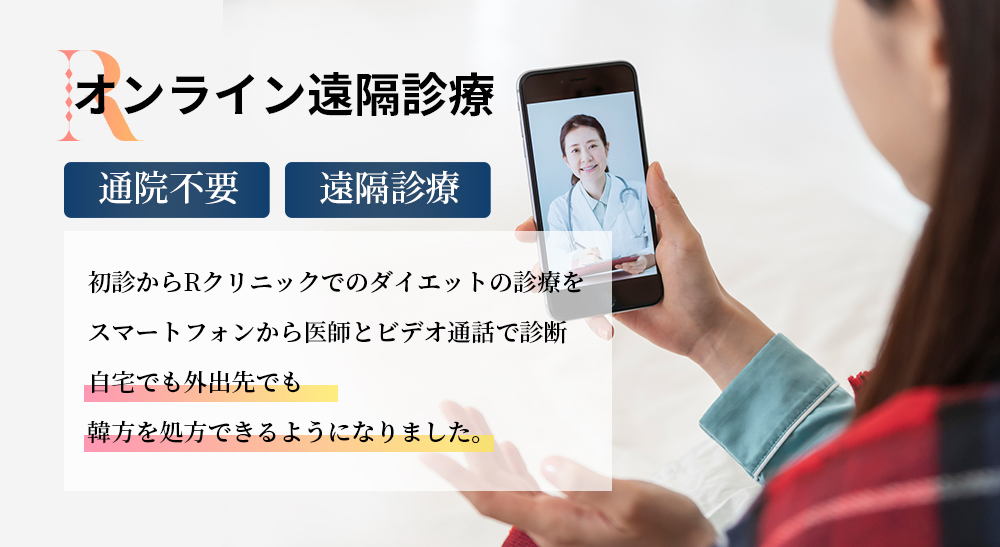 R
オンライン遠隔診療
通院不要
遠隔診療
初診からRクリニックでのダイエットの診療を
スマートフォンから医師とビデオ通話で診断
自宅でも外出先でも
韓方を処方できるようになりました。